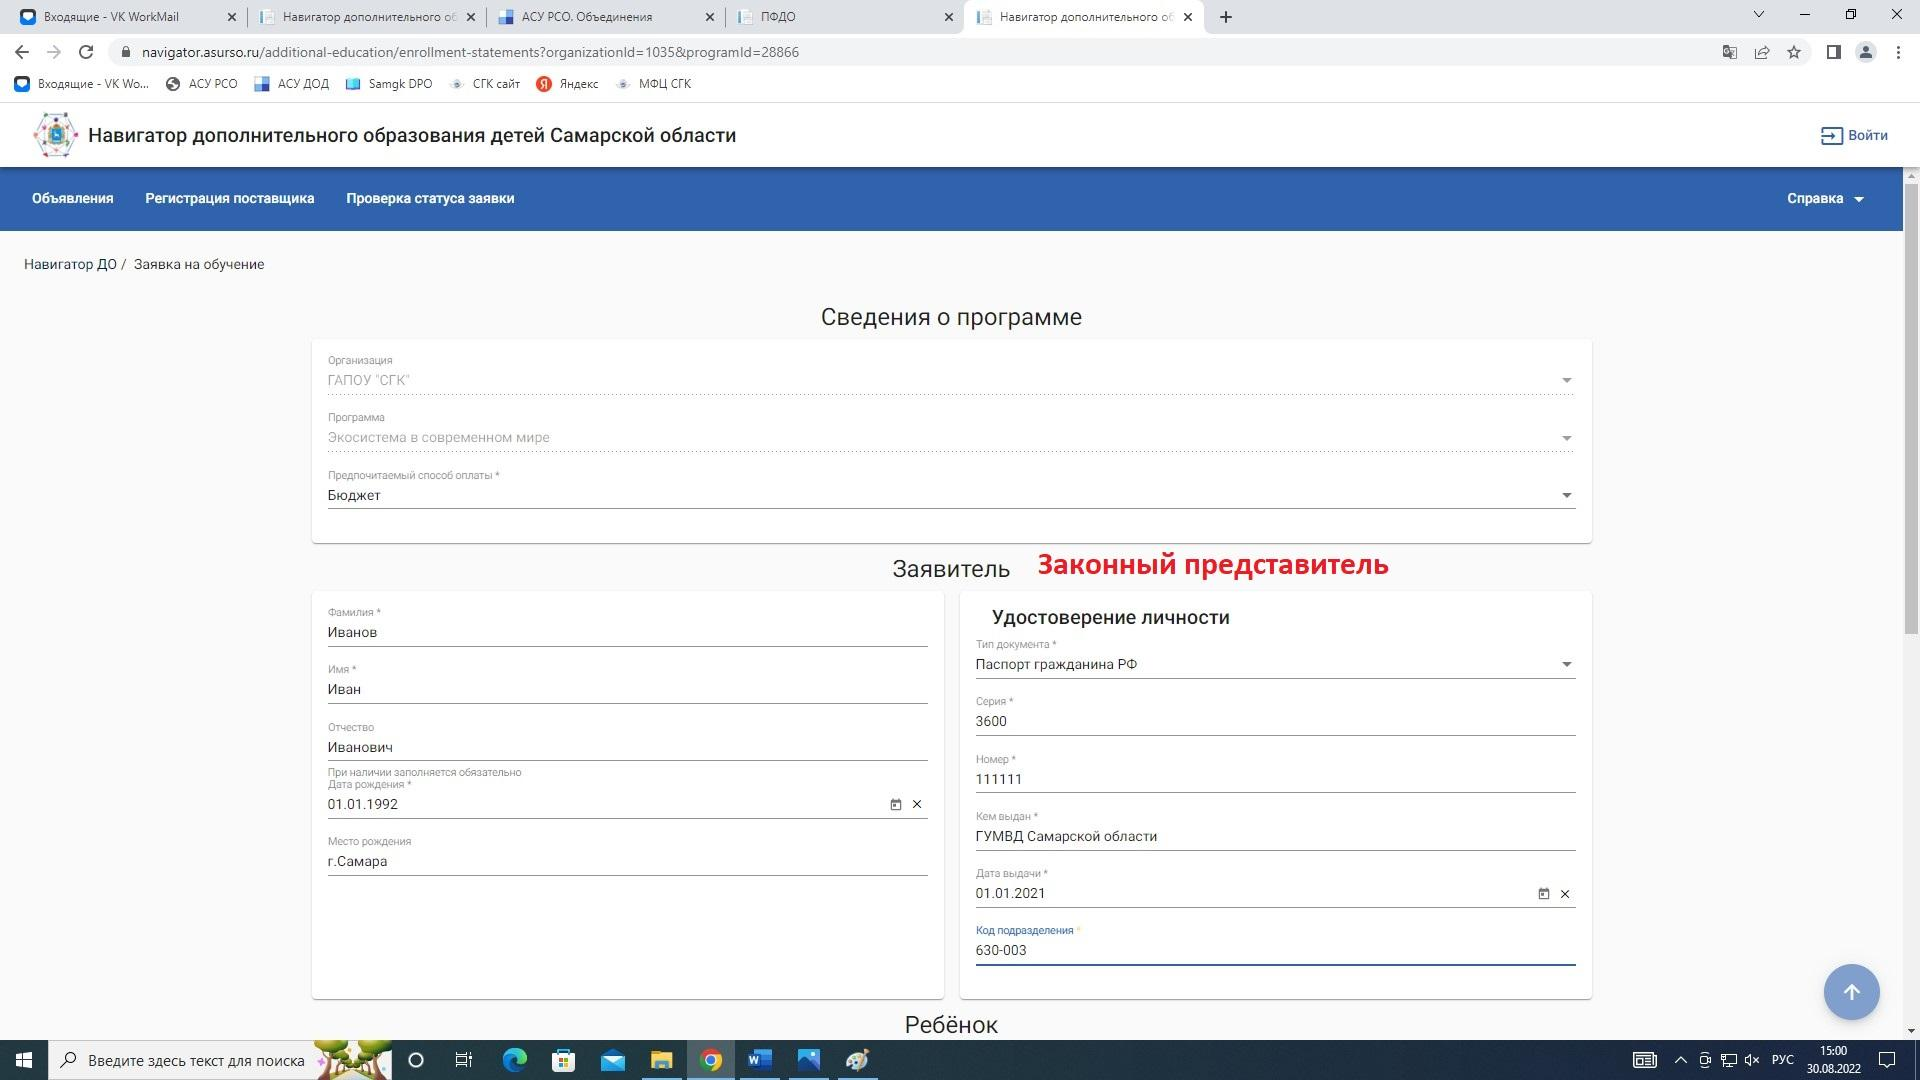 Входящие - VK WorkMail
Навигатор дополнительного об
АСУ РСО. Объединения
ПФДО
Навигатор дополнительного об
navigator.asurso.ru/additional-education/enrollment-statements?organizationId=1035&programId=28866
Входящие - VK Wo...
АСУ РСО
АСУ ДОД
Samgk DPO
СГК сайт
Я
Яндекс
МФЦ СГК
Навигатор дополнительного образования детей Самарской области
Войти
Объявления
Регистрация поставщика
Проверка статуса заявки
Справка
Навигатор ДО / Заявка на обучение
Сведения о программе
Организация
ГАПОУ "СГК"
Программа
Экосистема в современном мире
Предпочитаемый способ оплаты *
Бюджет
Заявитель
Законный представитель
Фамилия *
Иванов
Имя *
Иван
Отчество
Иванович
При наличии заполняется обязательно
Дата рождения *
01.01.1992
Место рождения
г.Самара
Удостоверение личности
Тип документа *
Паспорт гражданина РФ
Серия *
3600
Номер *
111111
Кем выдан *
ГУМВД Самарской области
Дата выдачи *
01.01.2021
Код подразделения *
630-003
Ребёнок
Введите здесь текст для поиска
РУС
15:00
30.08.2022